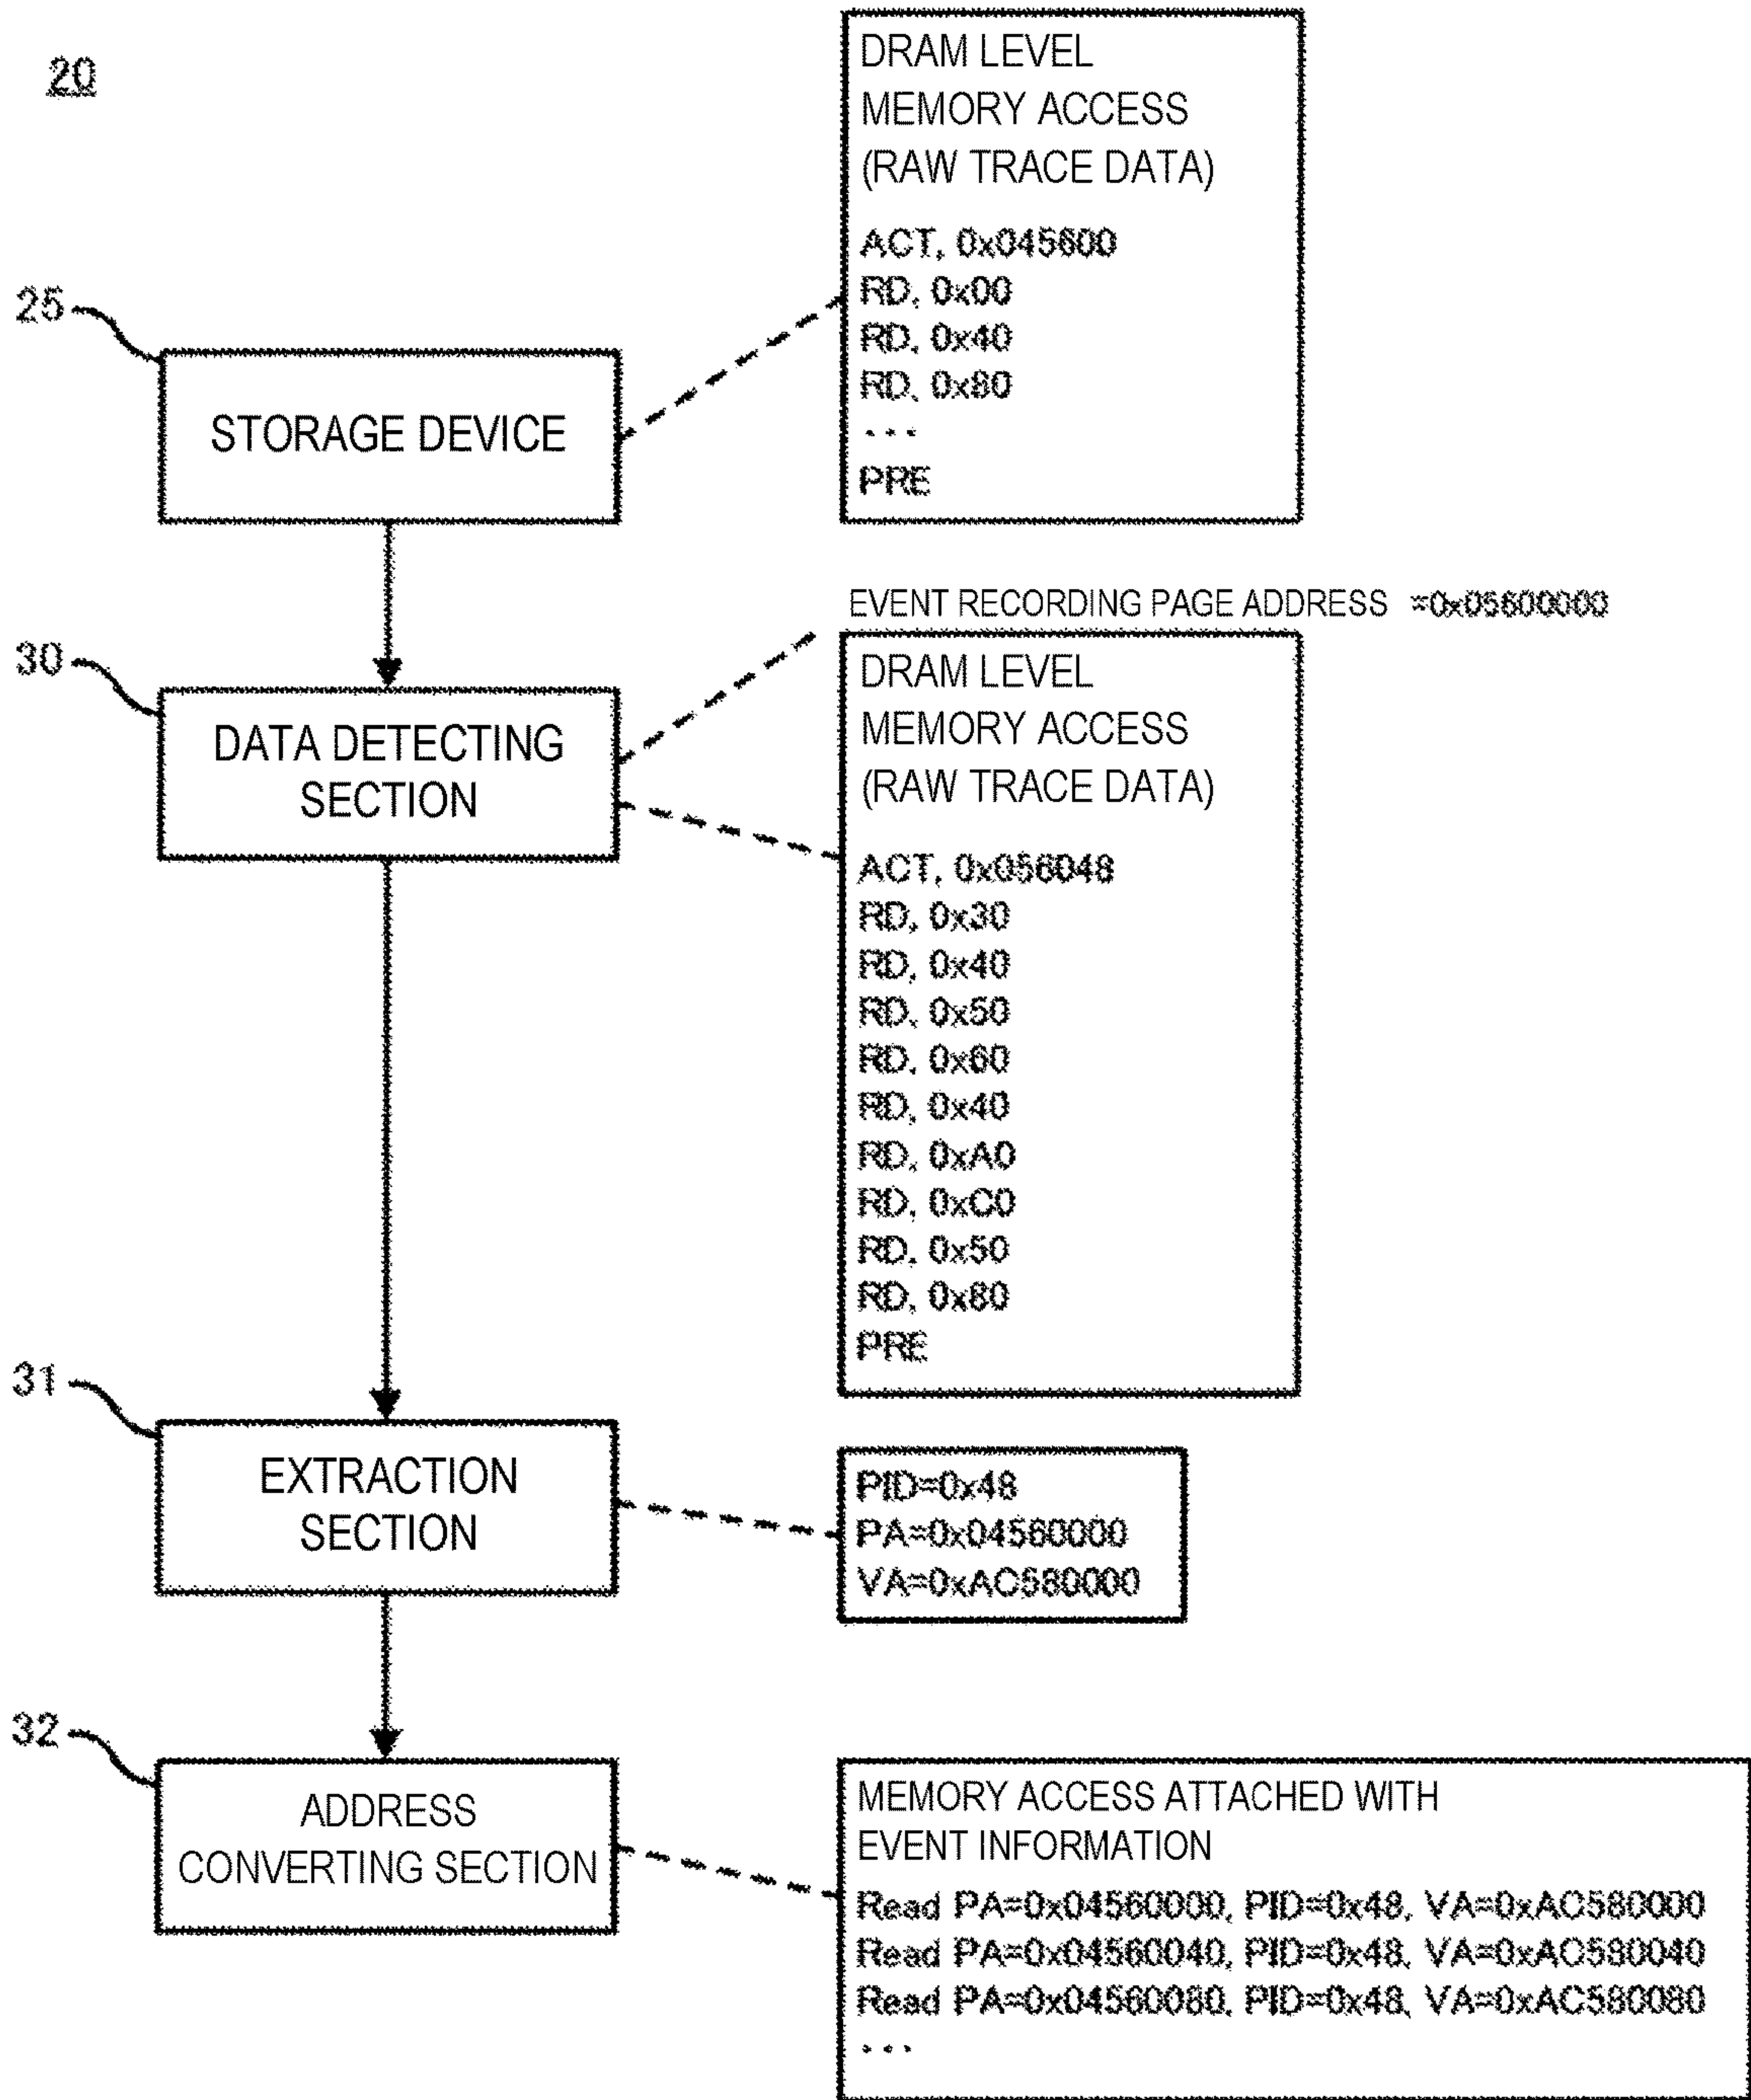 20
DRAM LEVEL
MEMORY ACCESS
(RAW TRACE DATA)
ACT, 0x045600
RD, 0x00
RD, 0x40
RD, 0x80
...
PRE
25
STORAGE DEVICE
EVENT RECORDING PAGE ADDRESS =0x05600000
30
DATA DETECTING
SECTION
DRAM LEVEL
MEMORY ACCESS
(RAW TRACE DATA)
ACT, 0x056048
RD, 0x30
RD, 0x40
RD, 0x50
RD, 0x60
RD, 0x40
RD, 0xA0
RD, 0xC0
RD, 0x50
RD, 0x80
PRE
31
EXTRACTION
SECTION
PID=0x48
PA=0x04560000
VA=0xAC580000
32
ADDRESS
CONVERTING SECTION
MEMORY ACCESS ATTACHED WITH
EVENT INFORMATION
Read PA=0x04560000, PID=0x48, VA=0xAC580000
Read PA=0x04560040, PID=0x48, VA=0xAC580040
Read PA=0x04560080, PID=0x48, VA=0xAC580080
...